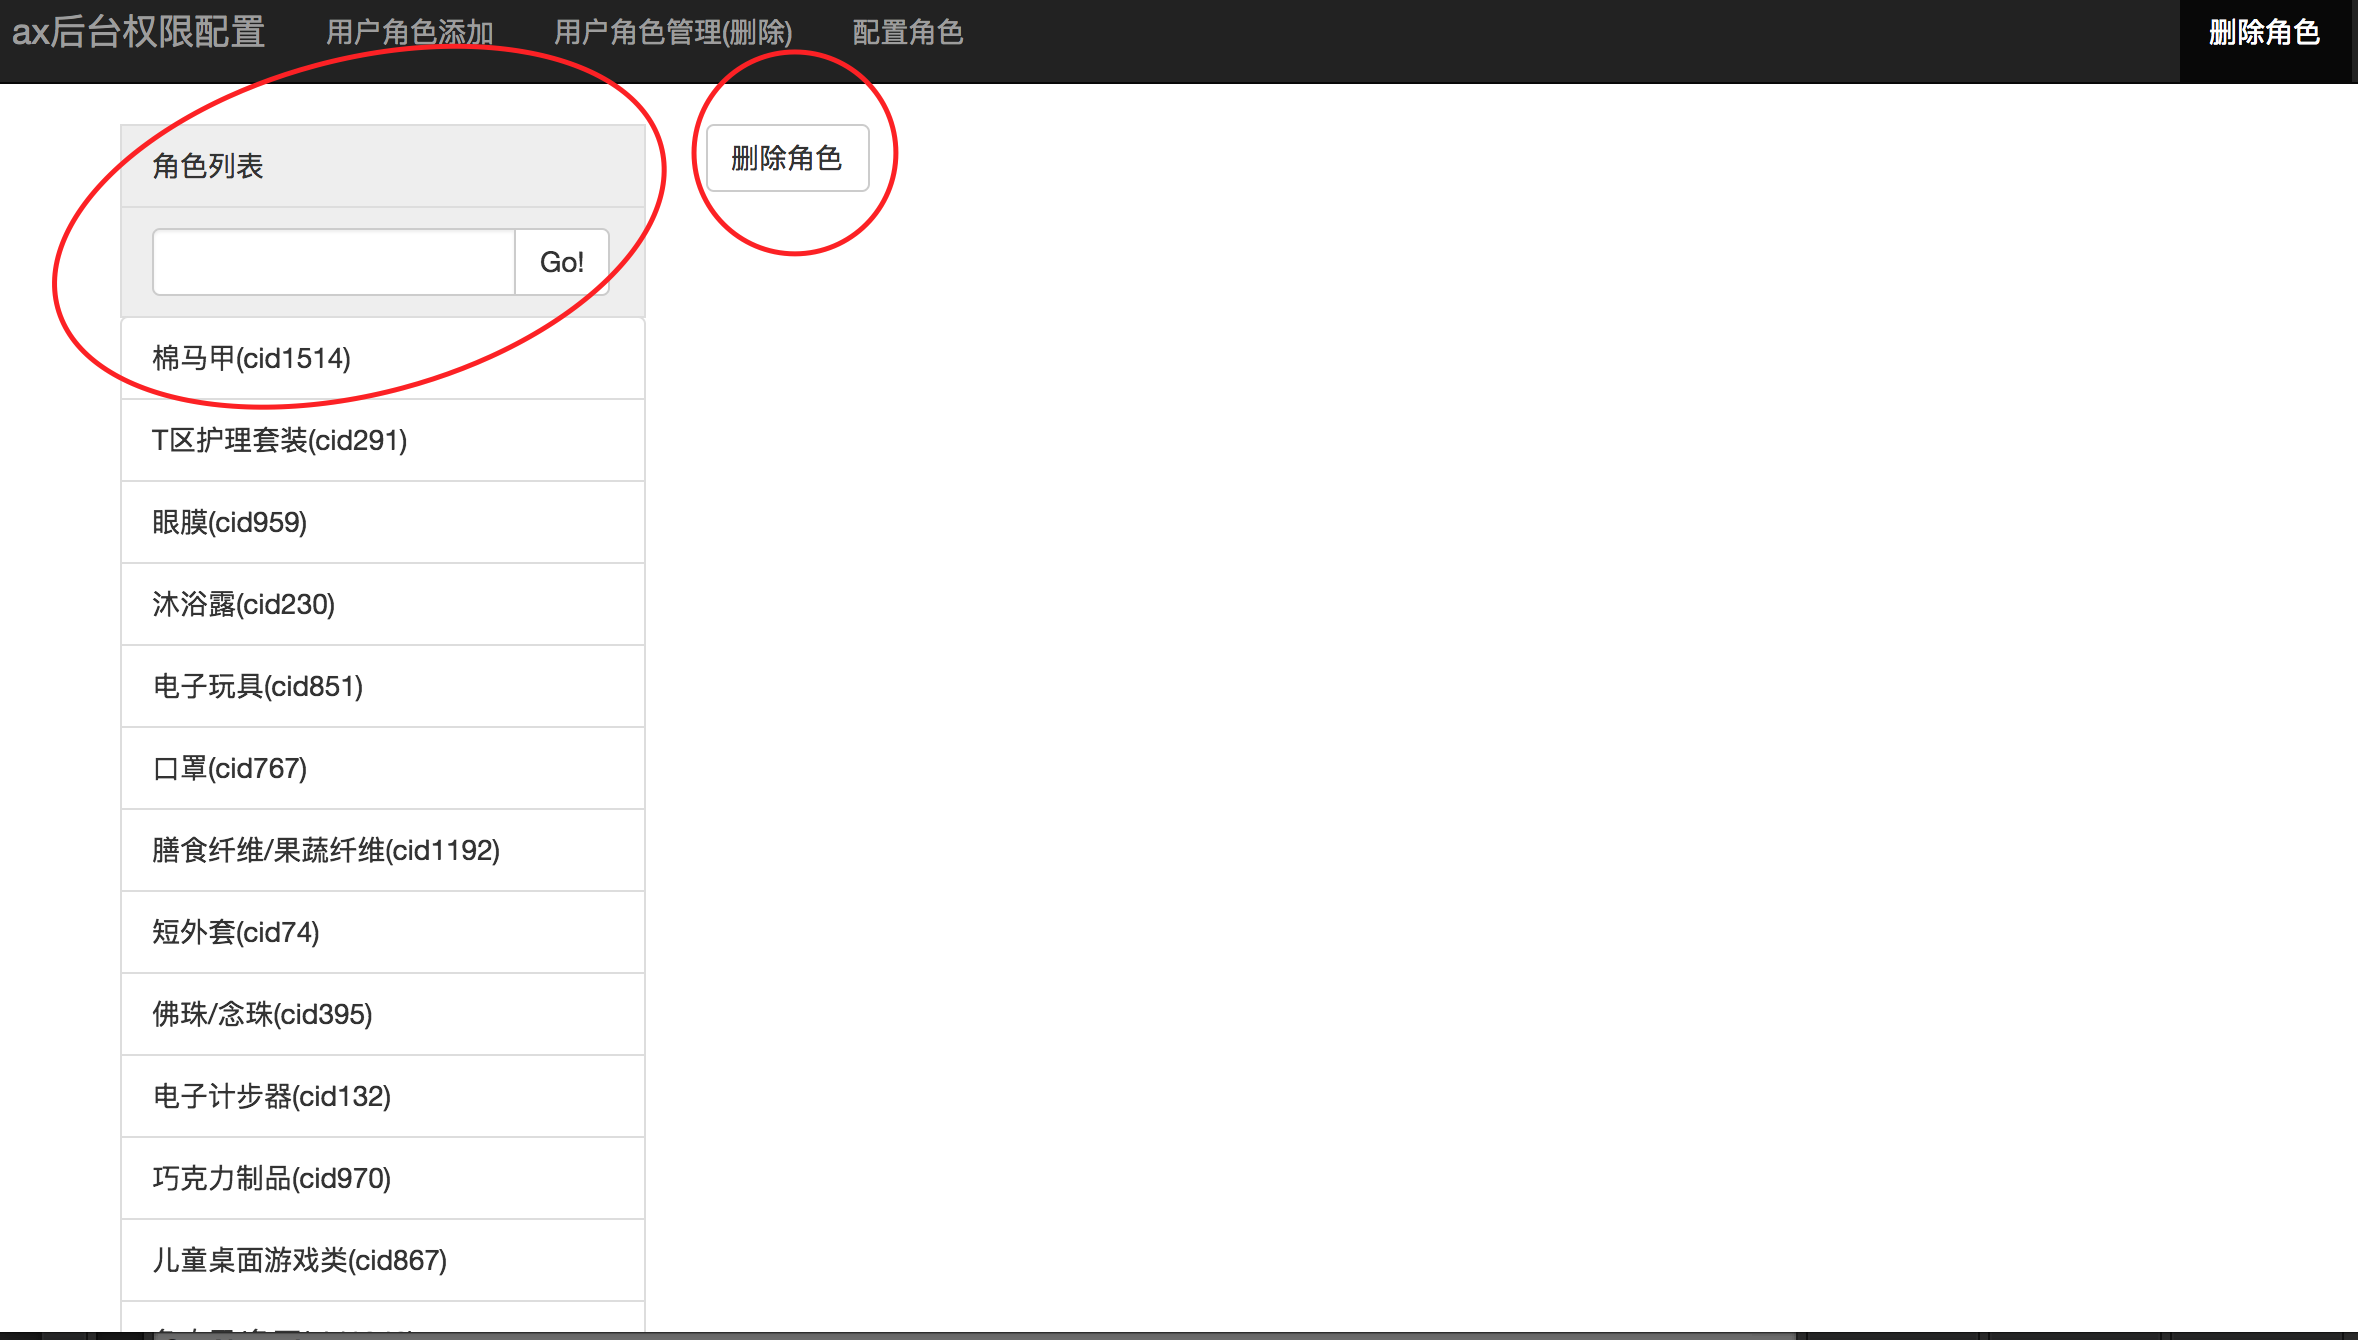 ax后台权限配置 用户角色添加 用户角色管理(删除) 配置角色 删除角色
角色列表 删除角色
Go!
棉马甲(cid1514)
T区护理套装(cid291)
眼膜(cid959)
沐浴露(cid230)
电子玩具(cid851)
口罩(cid767)
膳食纤维/果蔬纤维(cid1192)
短外套(cid74)
佛珠/念珠(cid395)
电子计步器(cid132)
巧克力制品(cid970)
儿童桌面游戏类(cid867)